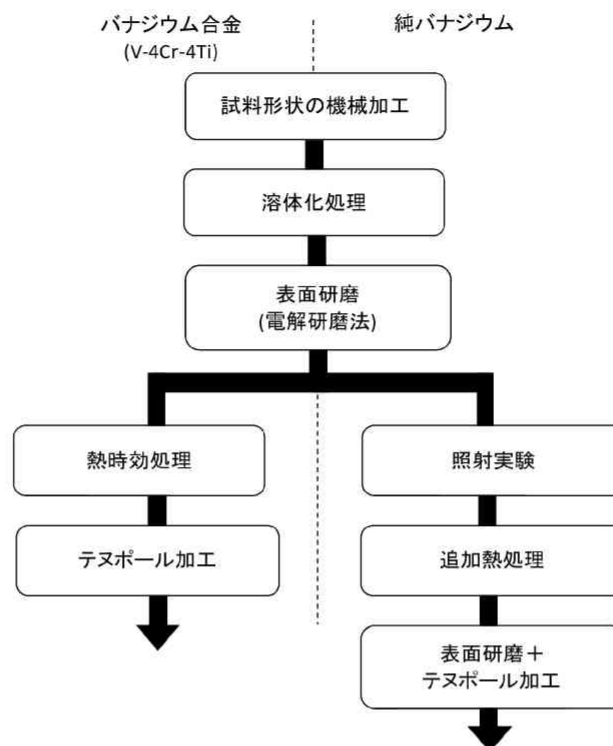 バナジウム合金
(V-4Cr-4Ti)
純バナジウム
試料形状の機械加工
溶体化処理
表面研磨
(電解研磨法)
熱時効処理
テヌポール加工
照射実験
追加熱処理
表面研磨＋
テヌポール加工